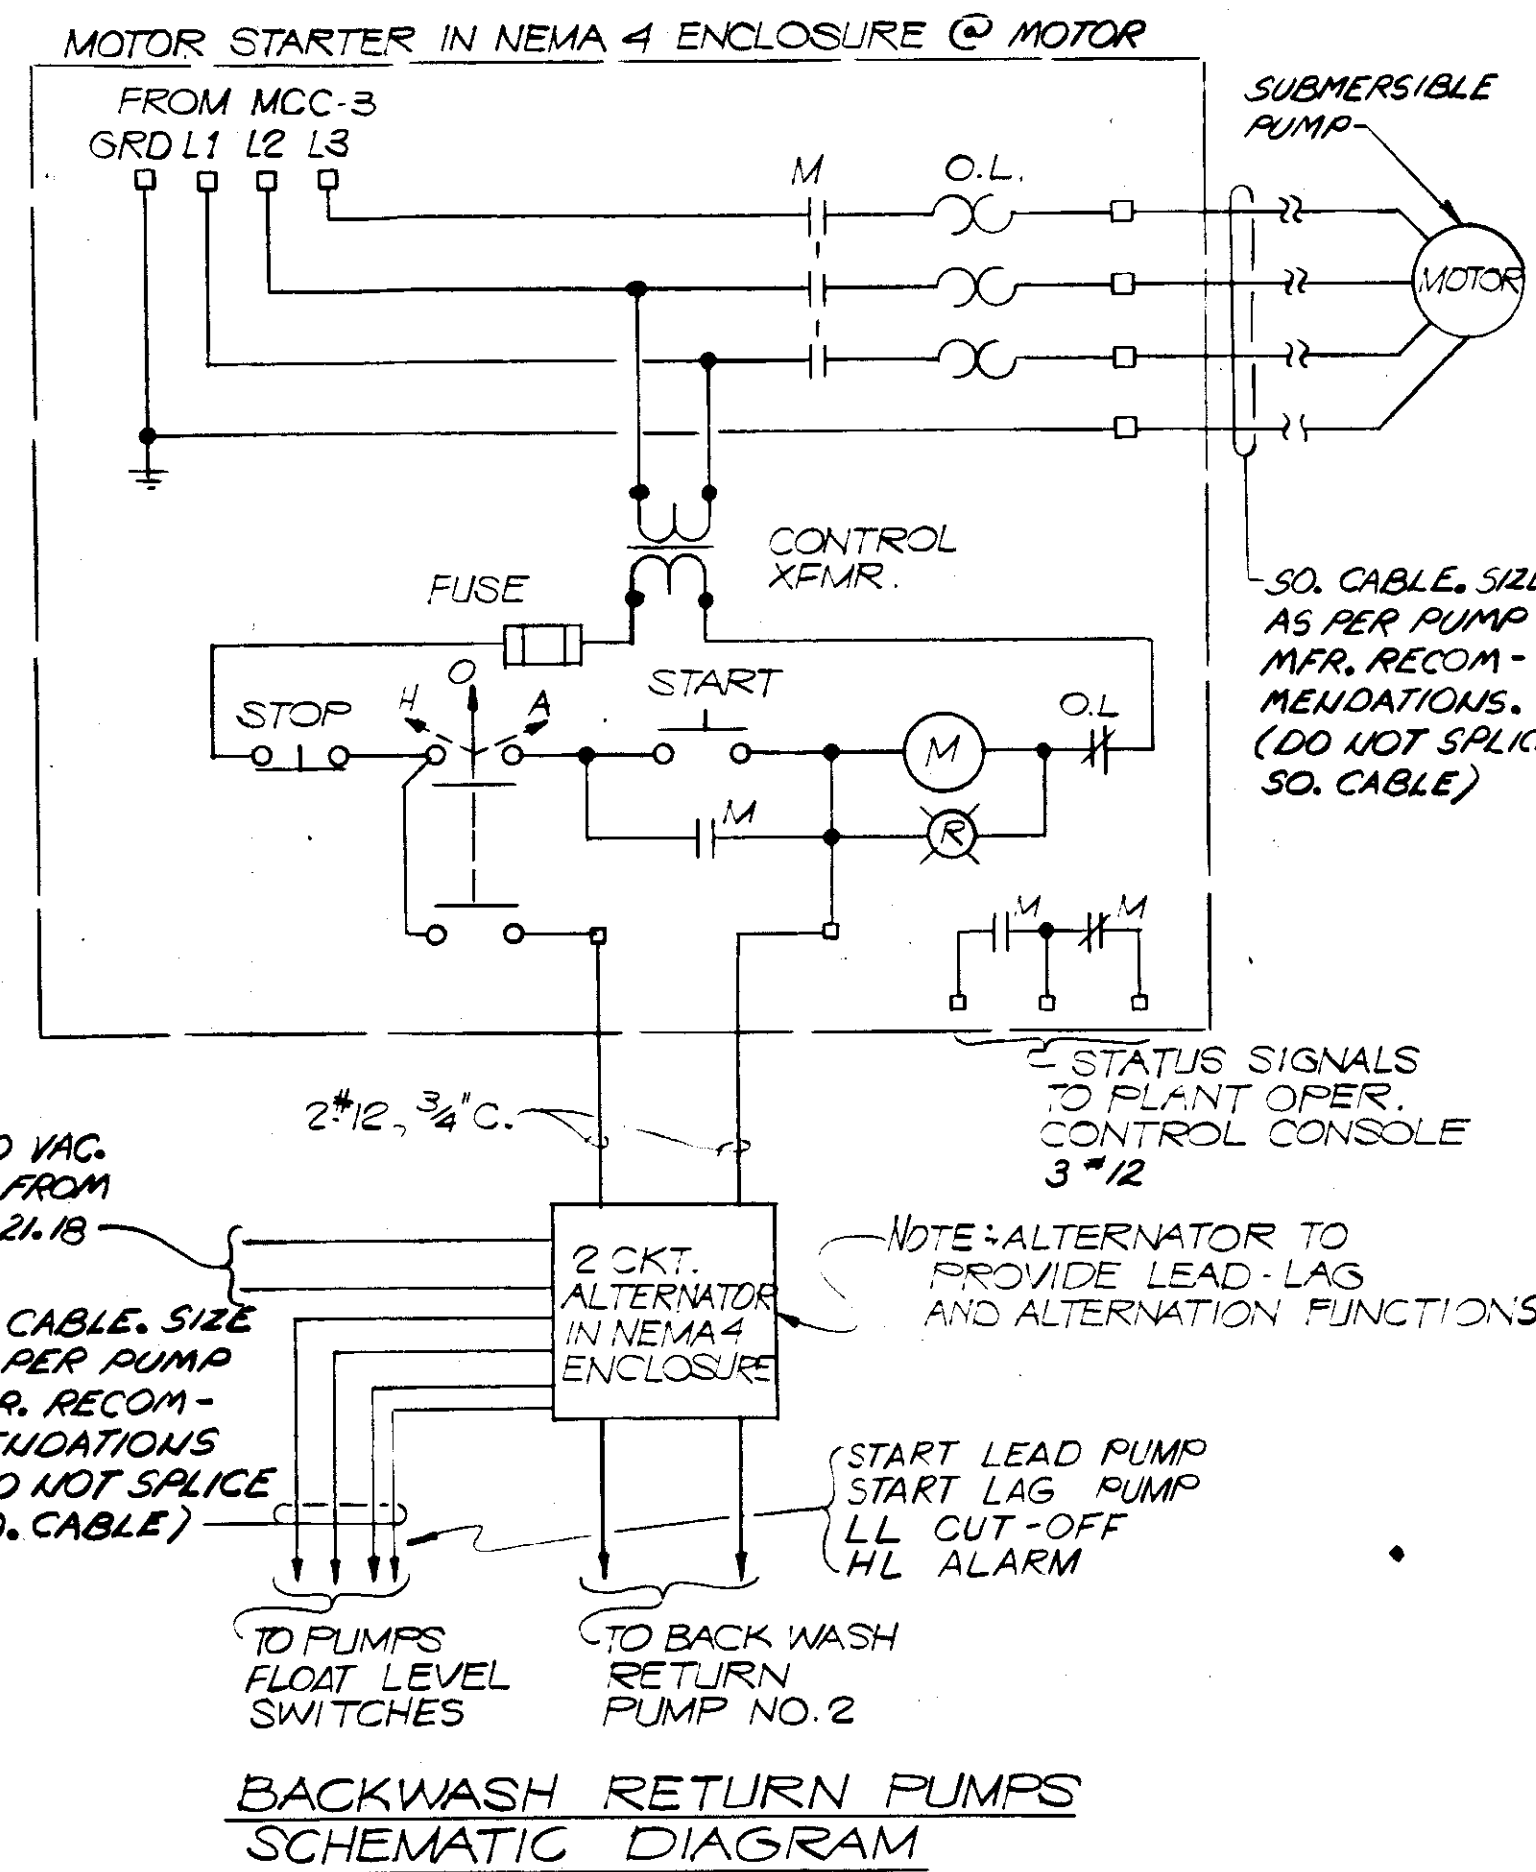 MOTOR STARTER IN NEMA 4 ENCLOSURE @ MOTOR
FROM MCC-3
GRD L1 L2 L3
M
O.L.
SUBMERSIBLE
PUMP
MOTOR
CONTROL
XFMR.
FUSE
SO. CABLE. SIZE
AS PER PUMP
MFR. RECOM-
MENDATIONS.
(DO NOT SPLICE
SO. CABLE)
H
O
A
STOP
START
O.L
M
M
R
M
M
STATUS SIGNALS
TO PLANT OPER.
CONTROL CONSOLE
3 #12
2#12, 3/4" C.
VAC.
FROM
21.18
2 CKT.
ALTERNATOR
IN NEMA 4
ENCLOSURE
NOTE: ALTERNATOR TO
PROVIDE LEAD-LAG
AND ALTERNATION FUNCTIONS
CABLE. SIZE
PER PUMP
R. RECOM-
NDATIONS
O NOT SPLICE
O. CABLE)
START LEAD PUMP
START LAG PUMP
LL CUT-OFF
HL ALARM
TO PUMPS
FLOAT LEVEL
SWITCHES
TO BACK WASH
RETURN
PUMP NO. 2
BACKWASH RETURN PUMPS
SCHEMATIC DIAGRAM